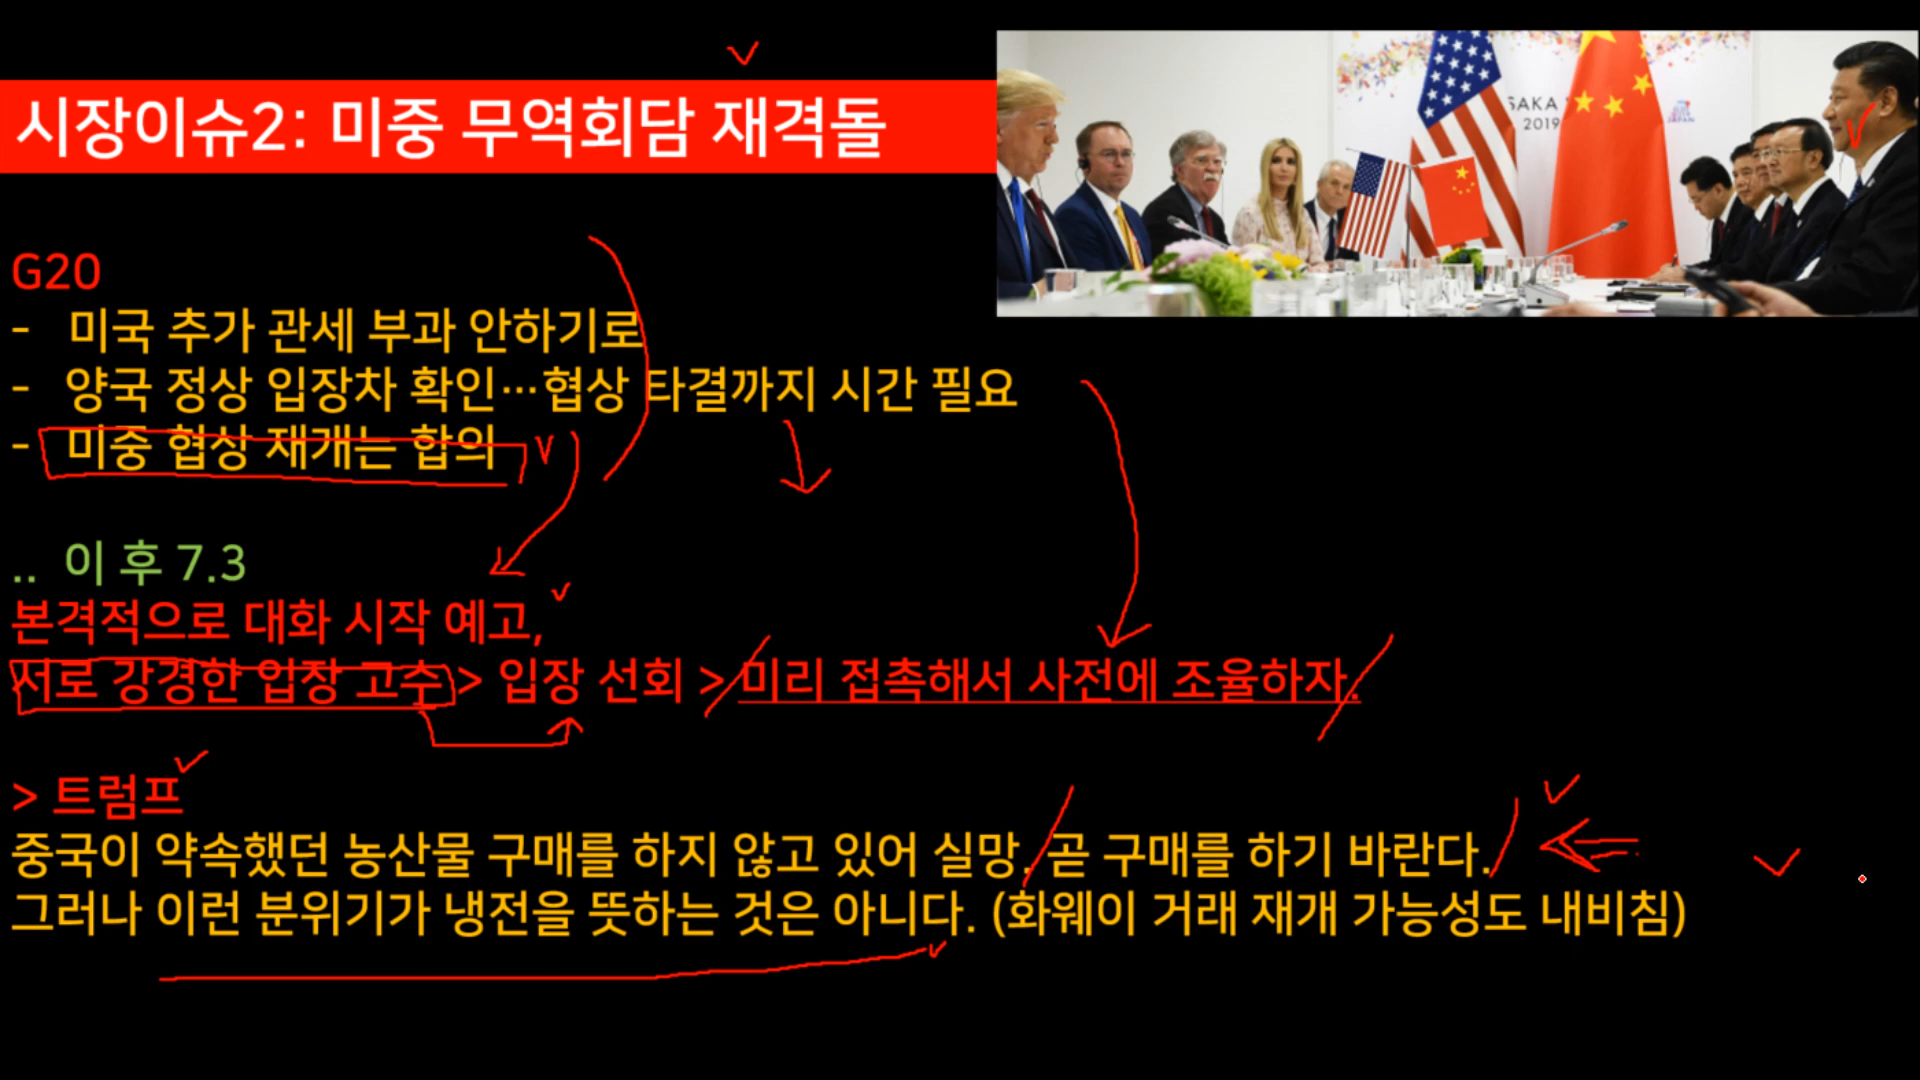 시장이슈2: 미중 무역회담 재격돌
SAKA
2019
JAPAN
G20
- 미국 추가 관세 부과 안하기로
- 양국 정상 입장차 확인…협상 타결까지 시간 필요
- 미중 협상 재개는 합의
.. 이 후 7.3
본격적으로 대화 시작 예고,
서로 강경한 입장 고수> 입장 선회 > 미리 접촉해서 사전에 조율하자.
> 트럼프
중국이 약속했던 농산물 구매를 하지 않고 있어 실망. 곧 구매를 하기 바란다.
그러나 이런 분위기가 냉전을 뜻하는 것은 아니다. (화웨이 거래 재개 가능성도 내비침)